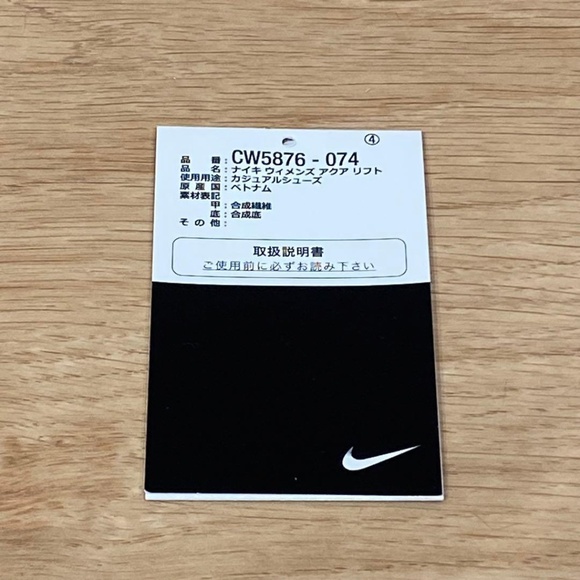 ④
品番：CW5876-074
品名：ナイキ ウィメンズ アクア リフト
使用用途：カジュアルシューズ
原産国：ベトナム
素材表記
甲：合成繊維
底：合成底
その他：
取扱説明書
ご使用前に必ずお読み下さい